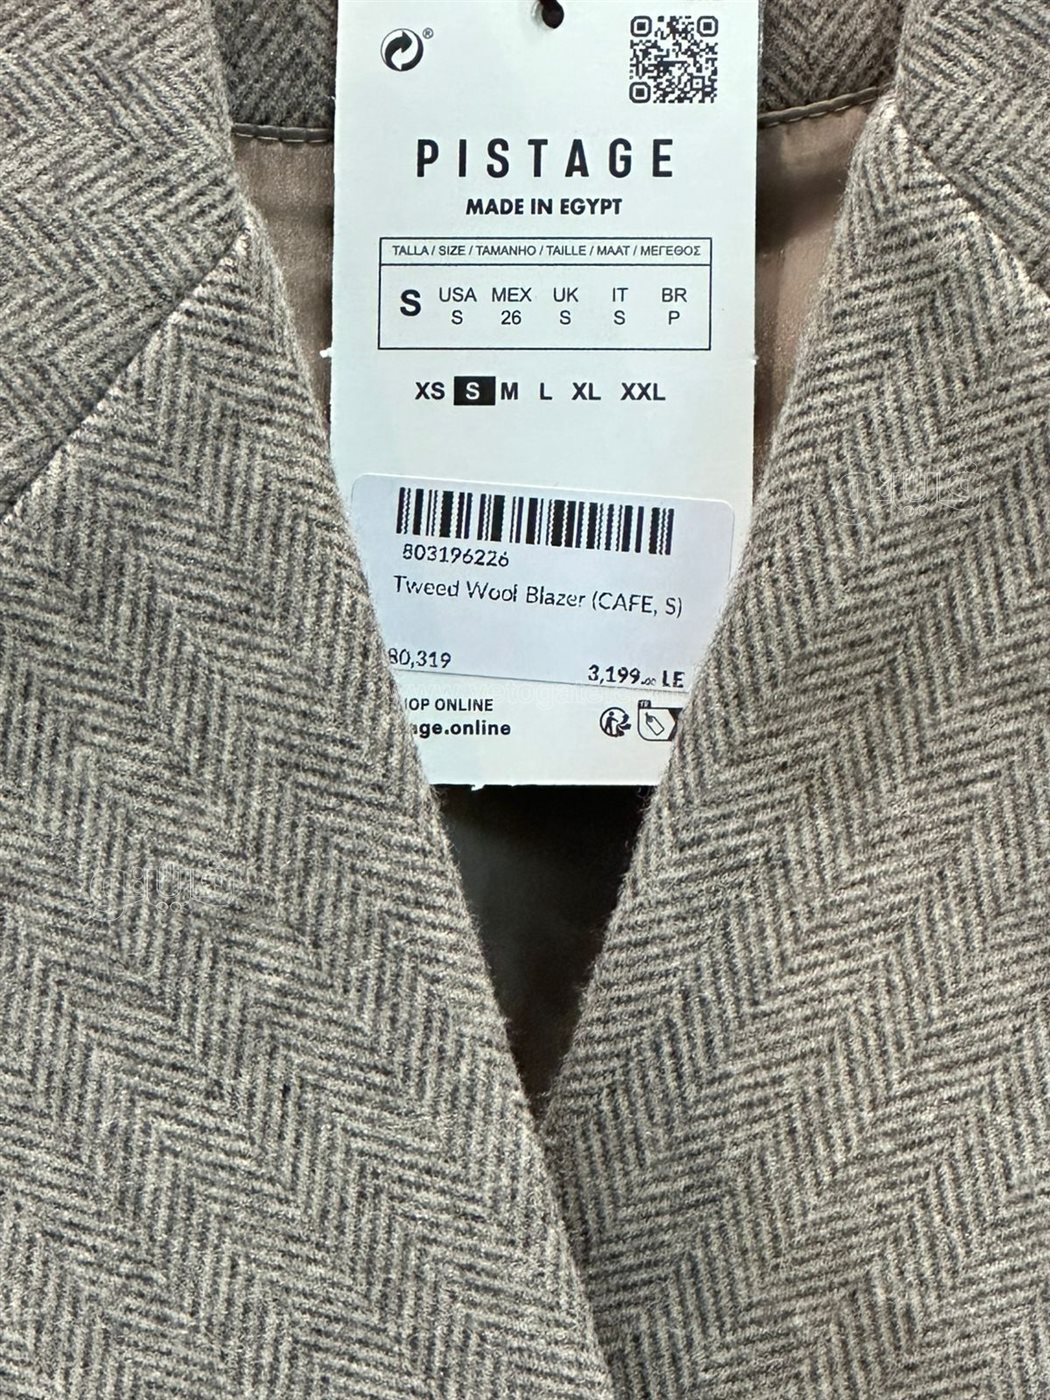 PISTAGE
MADE IN EGYPT
TALLA / SIZE / TAMANHO / TAILLE / MAAT / ΜΕΓΕΘΟΣ
S USA MEX UK IT BR
S 26 S S P
XS S M L XL XXL
803196226
Tweed Wool Blazer (CAFE, S)
80,319 3,199.00 LE
OP ONLINE
age.online